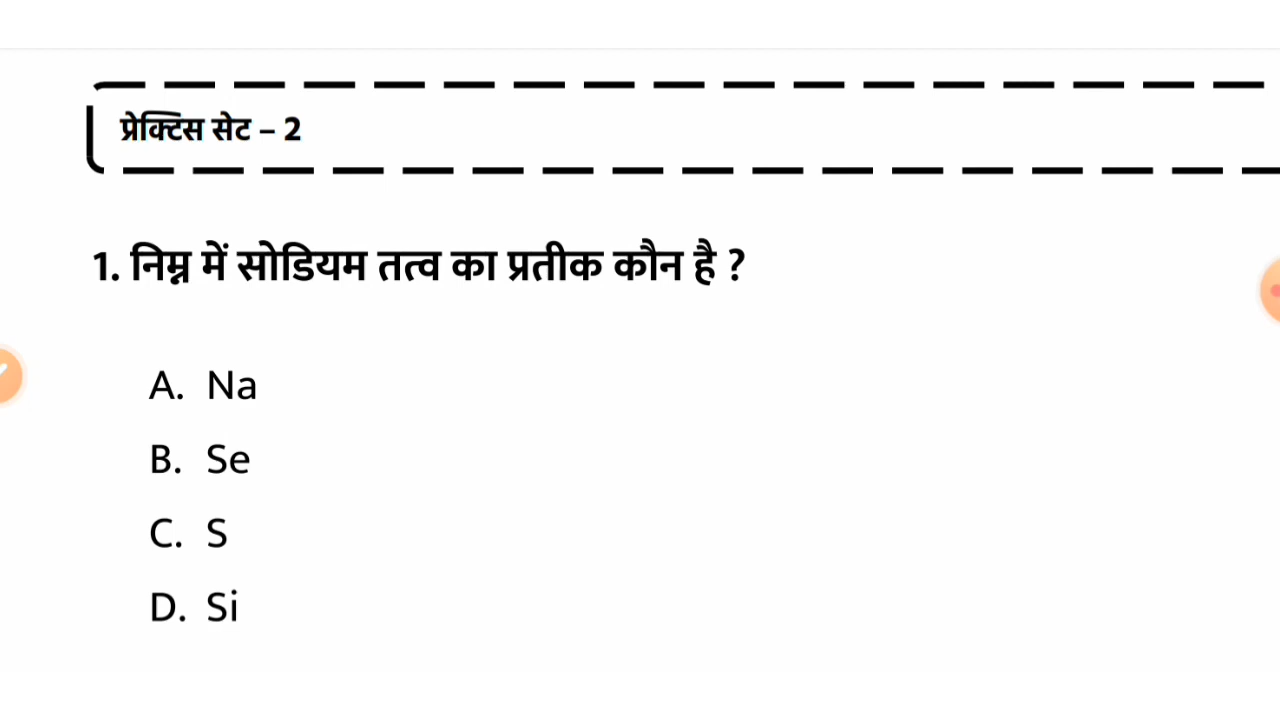 प्रेक्टिस सेट – 2
1. निम्न में सोडियम तत्व का प्रतीक कौन है ?
A. Na
B. Se
C. S
D. Si